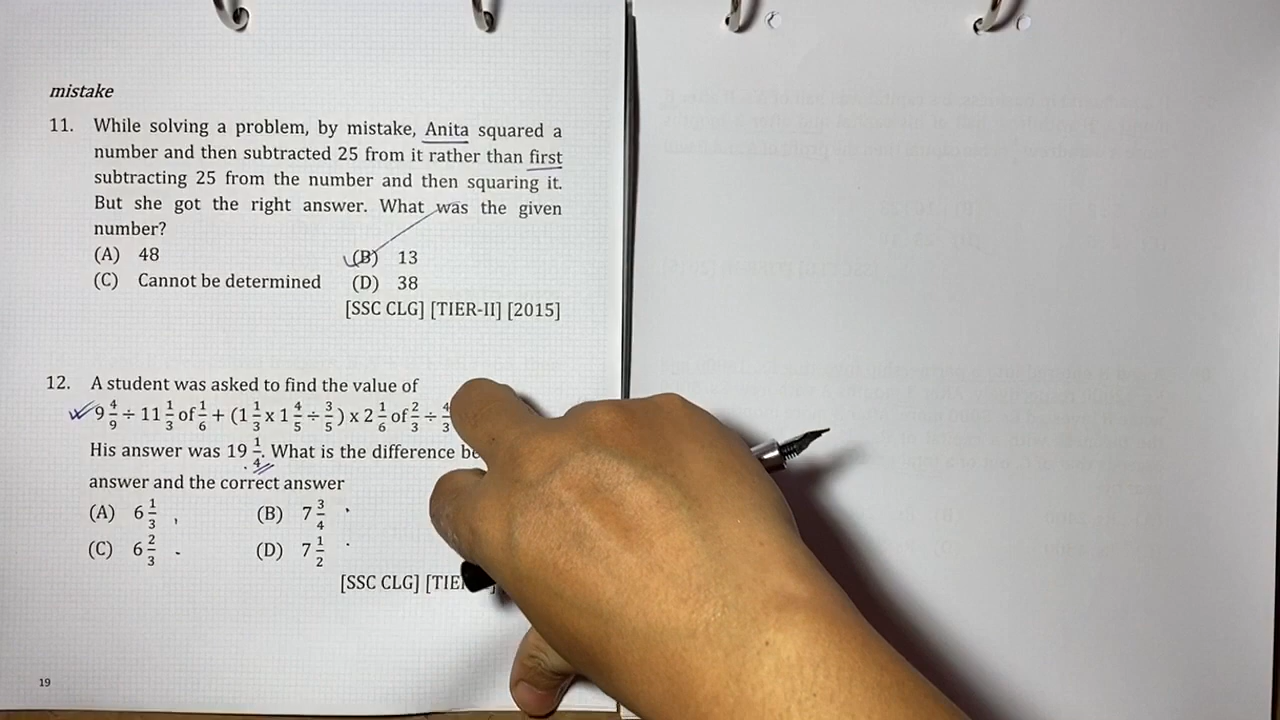 mistake
11. While solving a problem, by mistake, Anita squared a
number and then subtracted 25 from it rather than first
subtracting 25 from the number and then squaring it.
But she got the right answer. What was the given
number?
(A) 48 (B) 13
(C) Cannot be determined (D) 38
[SSC CLG] [TIER-II] [2015]
12. A student was asked to find the value of
9 4/9 ÷ 11 1/3 of 1/6 + (1 1/3 x 1 4/5 ÷ 3/5) x 2 1/6 of 2/3 ÷ 4/3
His answer was 19 1/4. What is the difference
answer and the correct answer
(A) 6 1/3 (B) 7 3/4
(C) 6 2/3 (D) 7 1/2
[SSC CLG]
19